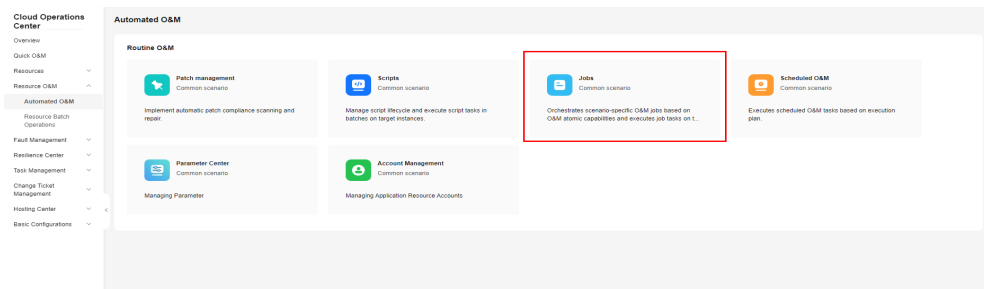 Cloud Operations
Center
Overview
Quick O&M
Resources
Resource O&M
Automated O&M
Resource Batch
Operations
Fault Management
Resilience Center
Task Management
Change Ticket
Management
Hosting Center
Basic Configurations
Automated O&M
Routine O&M
Patch management
Common scenario
Implement automatic patch compliance scanning and
repair.
Scripts
Common scenario
Manage script lifecycle and execute script tasks in
batches on target instances.
Jobs
Common scenario
Orchestrates scenario-specific O&M jobs based on
O&M atomic capabilities and executes job tasks on t...
Scheduled O&M
Common scenario
Executes scheduled O&M tasks based on execution
plan.
Parameter Center
Common scenario
Managing Parameter
Account Management
Common scenario
Managing Application Resource Accounts